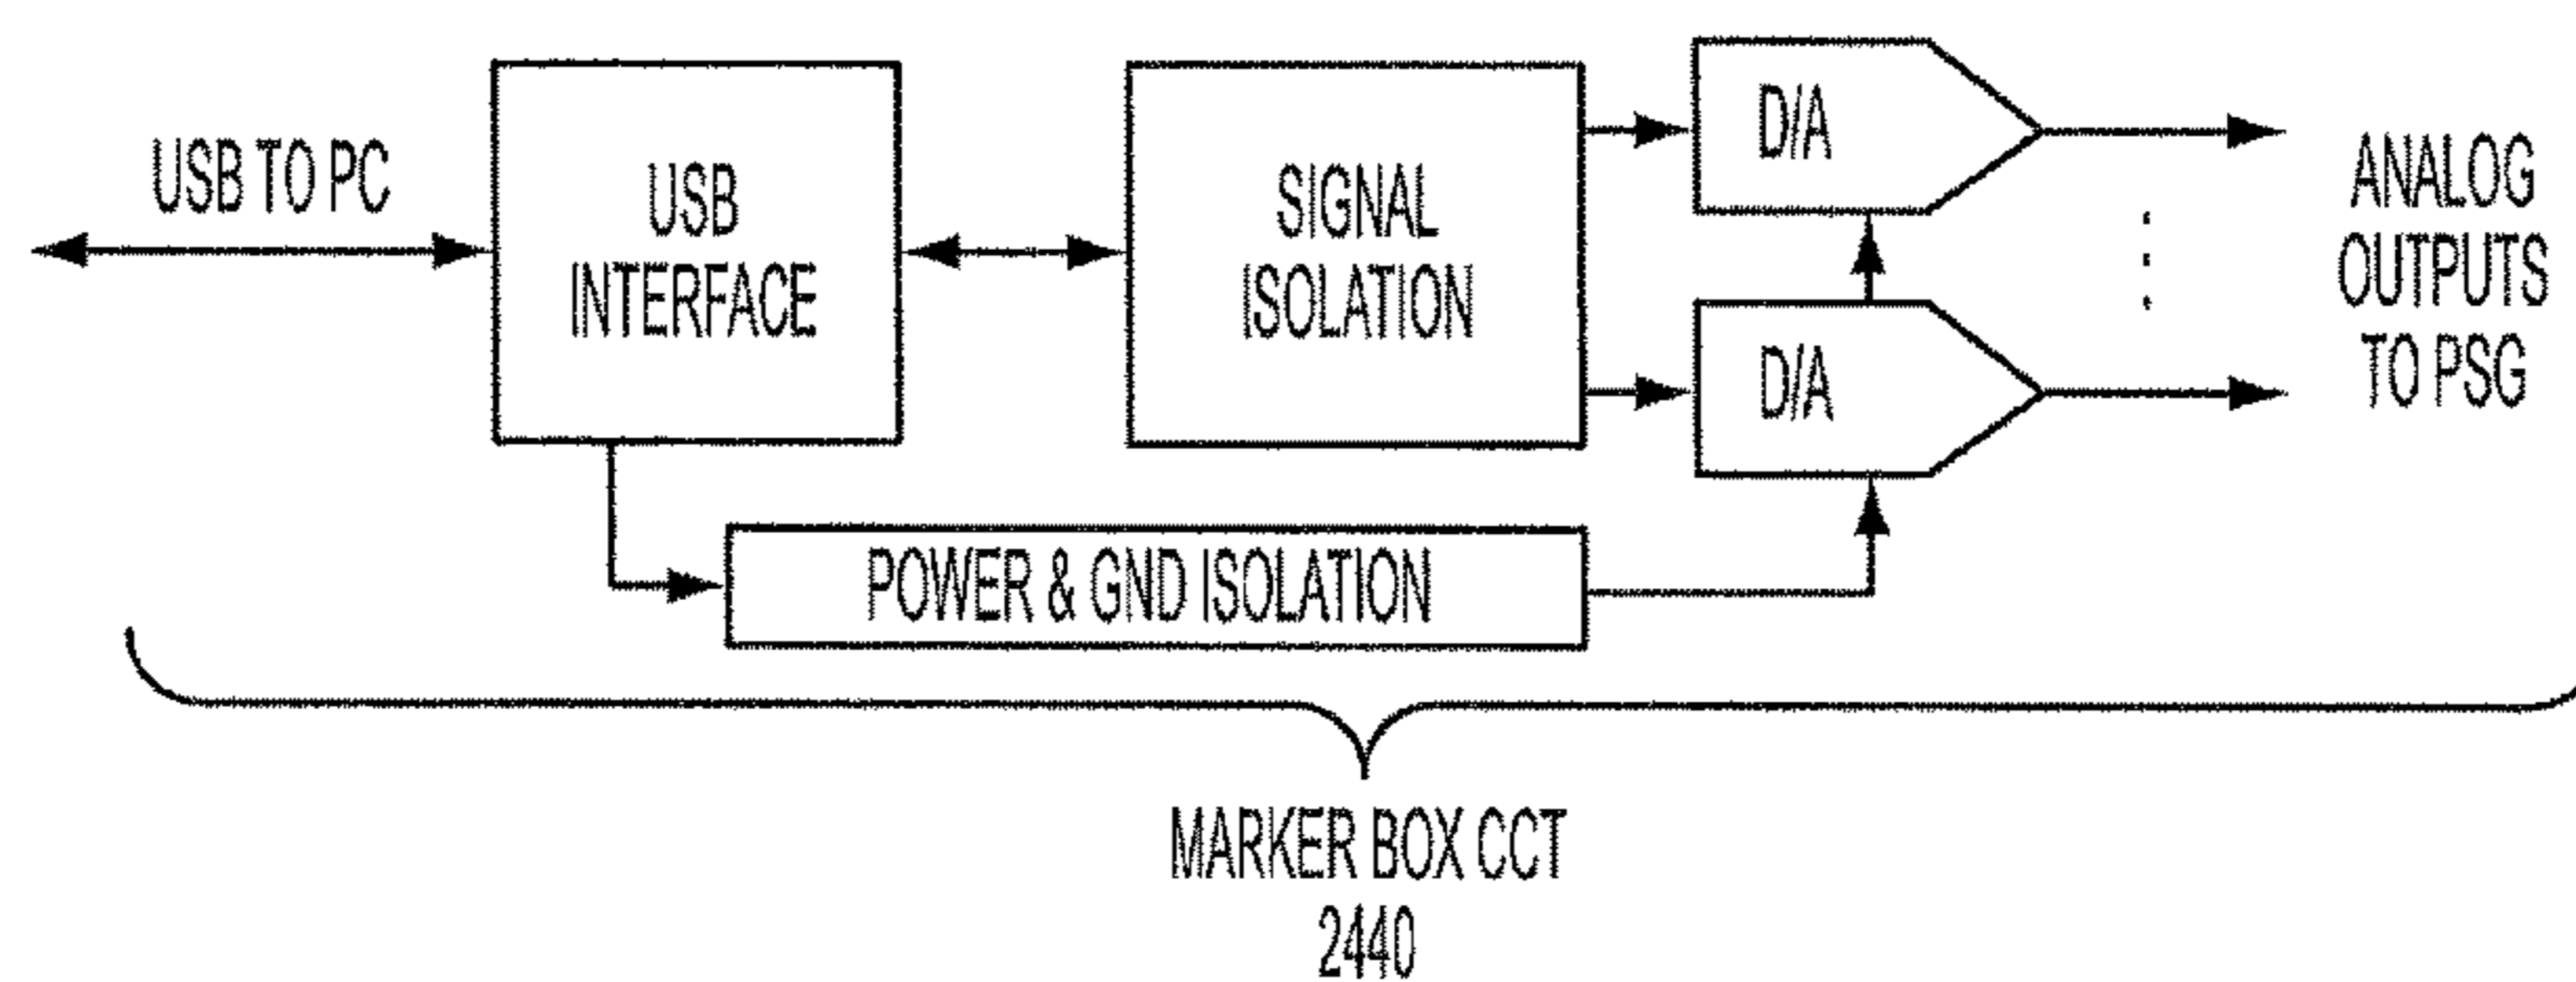 USB TO PC
USB
INTERFACE
SIGNAL
ISOLATION
D/A
D/A
ANALOG
OUTPUTS
TO PSG
POWER & GND ISOLATION
MARKER BOX CCT
2440